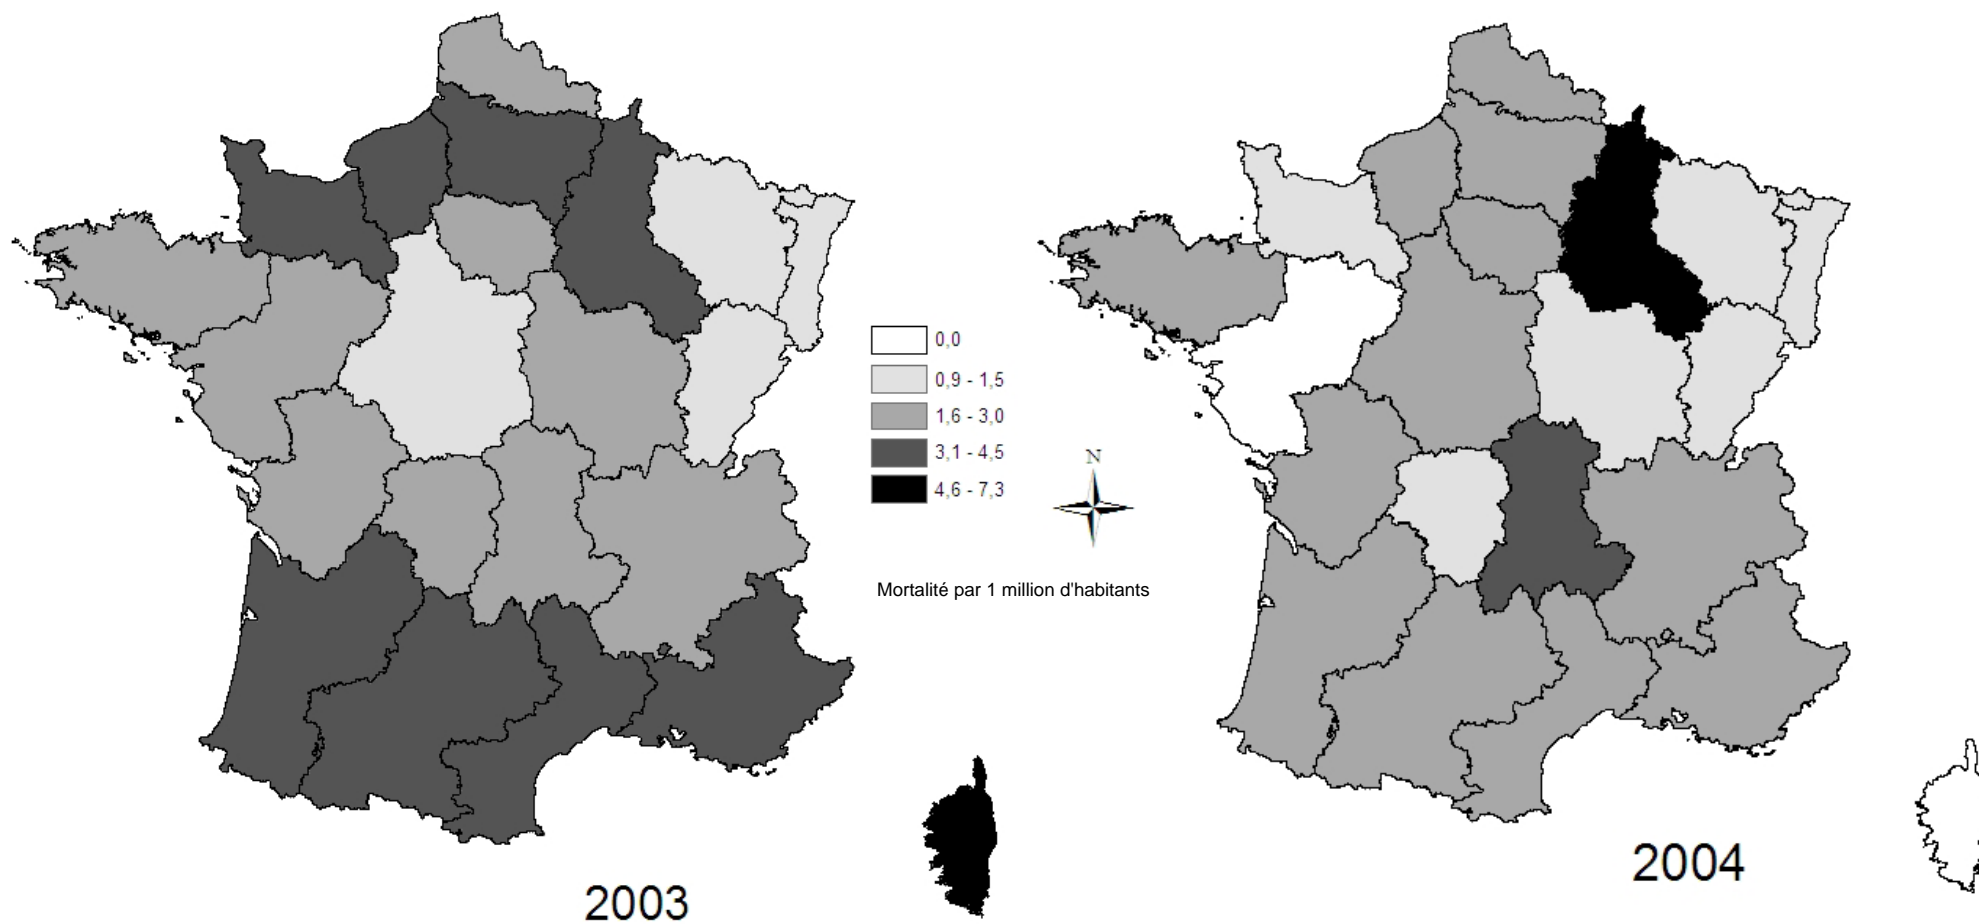 0,0
0,9 - 1,5
1,6 - 3,0
3,1 - 4,5
4,6 - 7,3
N
Mortalité par 1 million d'habitants
2003
2004